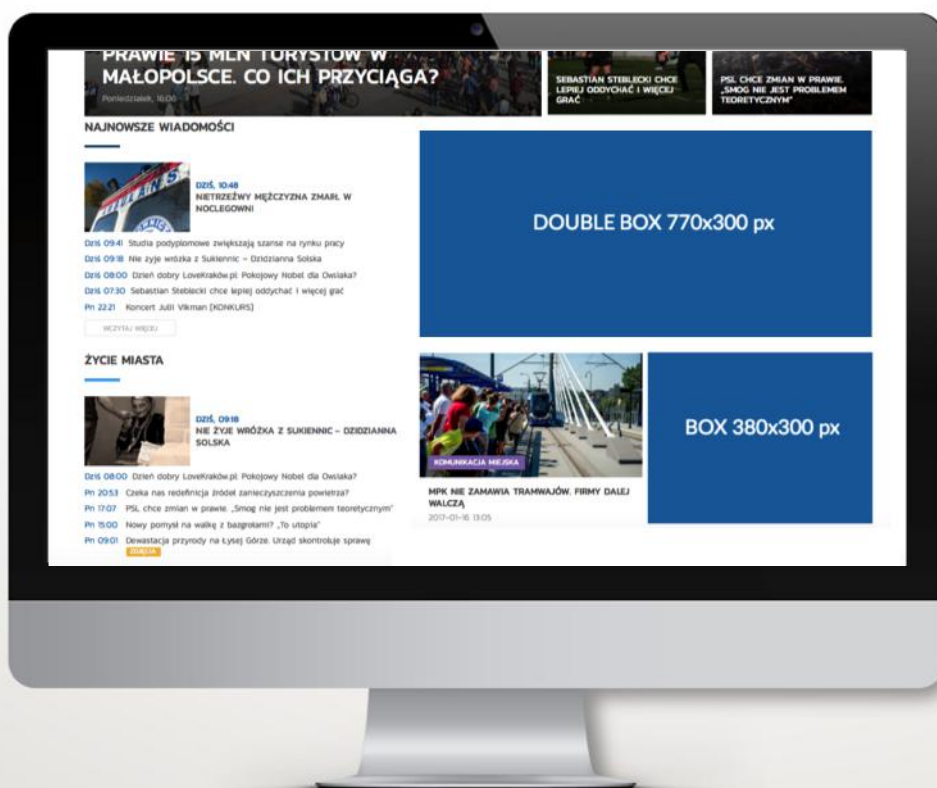 PRAWIE 15 MLN TURYSTÓW W
MAŁOPOLSCE. CO ICH PRZYCIĄGA?
Poniedziałek, 16:00
SEBASTIAN STEBLECKI CHCE
LEPIEJ ODDYCHAĆ I WIĘCEJ
GRAĆ
PSL CHCE ZMIAN W PRAWIE.
„SMOG NIE JEST PROBLEMEM
TEORETYCZNYM"
NAJNOWSZE WIADOMOŚCI
DZIŚ, 10:48
NIETRZEŹWY MĘŻCZYZNA ZMARŁ W
NOCLEGOWNI
Dziś 09:41 Studia podyplomowe zwiększają szanse na rynku pracy
Dziś 09:18 Nie żyje wróżka z Sukiennic – Dzidzianna Solska
Dziś 08:00 Dzień dobry LoveKraków.pl: Pokojowy Nobel dla Owsiaka?
Dziś 07:30 Sebastian Steblecki chce lepiej oddychać i więcej grać
Pn 22:21 Koncert Julii Vikman [KONKURS]
WCZYTAJ WIĘCEJ
DOUBLE BOX 770x300 px
ŻYCIE MIASTA
DZIŚ, 09:18
NIE ŻYJE WRÓŻKA Z SUKIENNIC – DZIDZIANNA
SOLSKA
Dziś 08:00 Dzień dobry LoveKraków.pl: Pokojowy Nobel dla Owsiaka?
Pn 20:53 Czeka nas redefinicja źródeł zanieczyszczenia powietrza?
Pn 17:07 PSL chce zmian w prawie. „Smog nie jest problemem teoretycznym"
Pn 15:00 Nowy pomysł na walkę z bazgrołami? „To utopia"
Pn 09:01 Dewastacja przyrody na Łysej Górze. Urząd skontroluje sprawę
ZDJĘCIA
KOMUNIKACJA MIEJSKA
MPK NIE ZAMAWIA TRAMWAJÓW. FIRMY DALEJ
WALCZĄ
2017-01-16 13:05
BOX 380x300 px